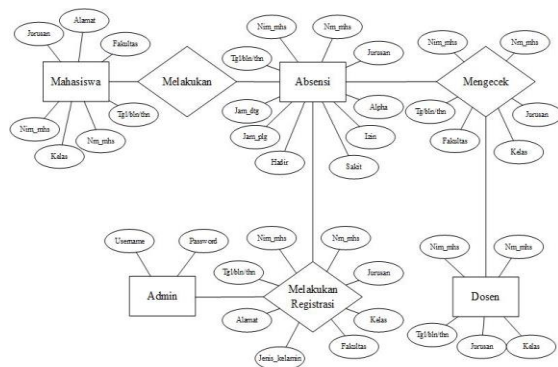 Alamat
Jurusan
Fakultas
Mahasiswa
Tgl/bln/thn
Nim_mhs
Nm_mhs
Kelas
Melakukan
Nim_mhs
Nm_mhs
Tgl/bln/thn
Jurusan
Absensi
Jam_dtg
Alpha
Jam_plg
Izin
Hadir
Sakit
Nim_mhs
Nm_mhs
Mengecek
Tg/bln/thn
Jurusan
Fakultas
Kelas
Username
Password
Admin
Nim_mhs
Nm_mhs
Tgl/bln/thn
Jurusan
Melakukan
Registrasi
Alamat
Kelas
Jenis_kelamin
Fakultas
Nim_mhs
Nm_mhs
Dosen
Tgl/bln/thn
Jurusan
Kelas